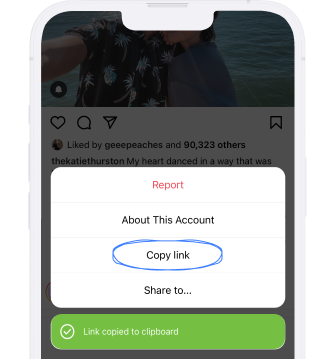 Liked by geeepeaches and 90,323 others
thekatiethurston My heart danced in a way that was
Report
About This Account
Copy link
Share to...
Link copied to clipboard